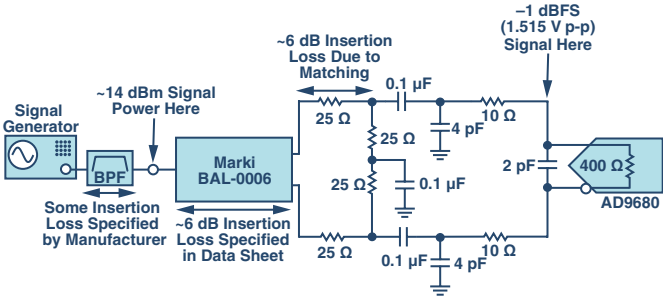 –1 dBFS
(1.515 V p-p)
Signal Here
~6 dB Insertion
Loss Due to
Matching
~14 dBm Signal
Power Here
0.1 µF
Signal
Generator
25 Ω
10 Ω
4 pF
25 Ω
BPF
Marki
BAL-0006
2 pF
400 Ω
25 Ω
0.1 µF
AD9680
Some Insertion
Loss Specified
by Manufacturer
~6 dB Insertion
Loss Specified
in Data Sheet
25 Ω
0.1 µF
4 pF
10 Ω